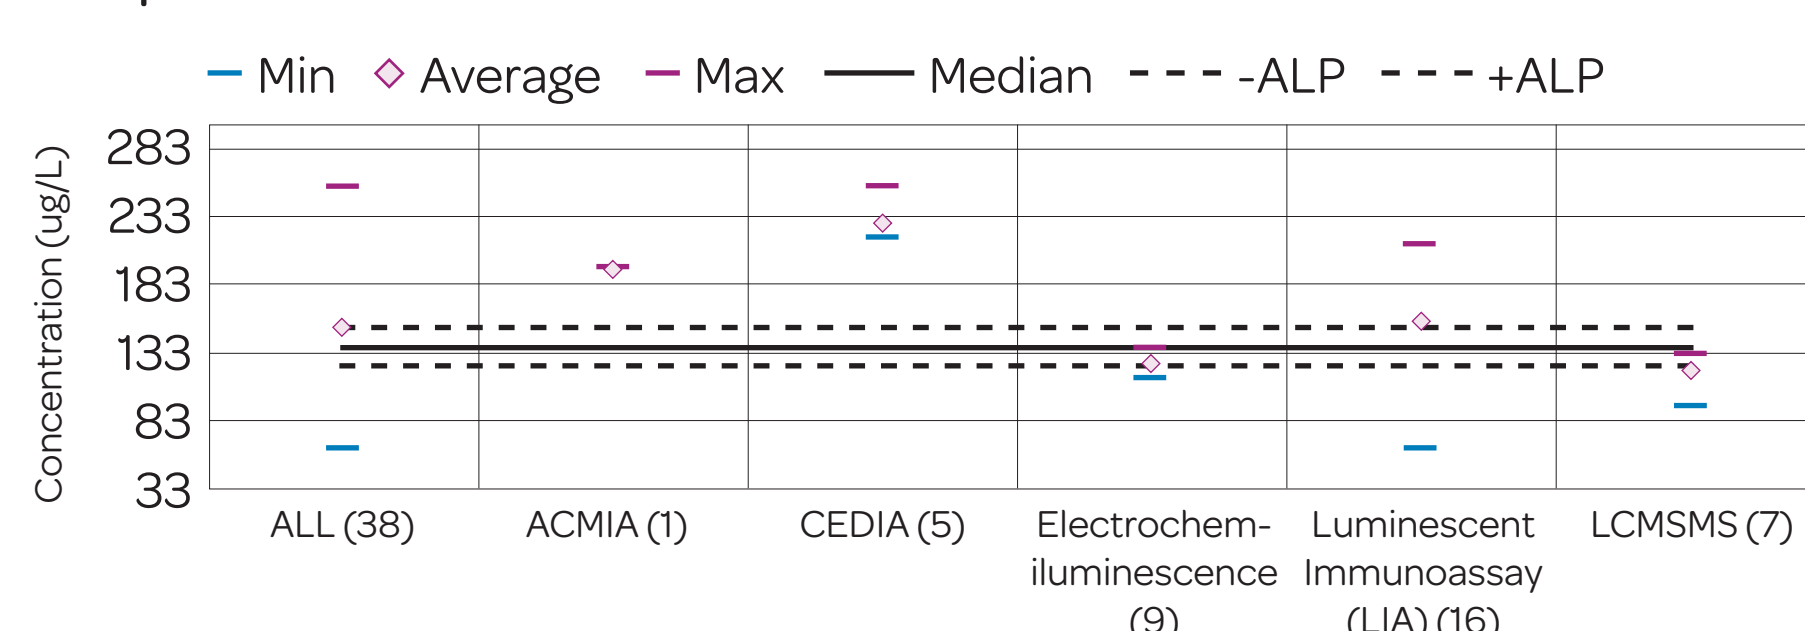 Min Average Max Median -ALP +ALP
Concentration (ug/L)
283
233
183
133
83
33
ALL (38) ACMIA (1) CEDIA (5) Electrochem- Luminescent LCMSMS (7)
iluminescence Immunoassay
(9) (LIA) (16)